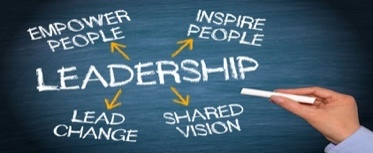 EMPOWER
PEOPLE
INSPIRE
PEOPLE
LEADERSHIP
LEAD
CHANGE
SHARED
VISION